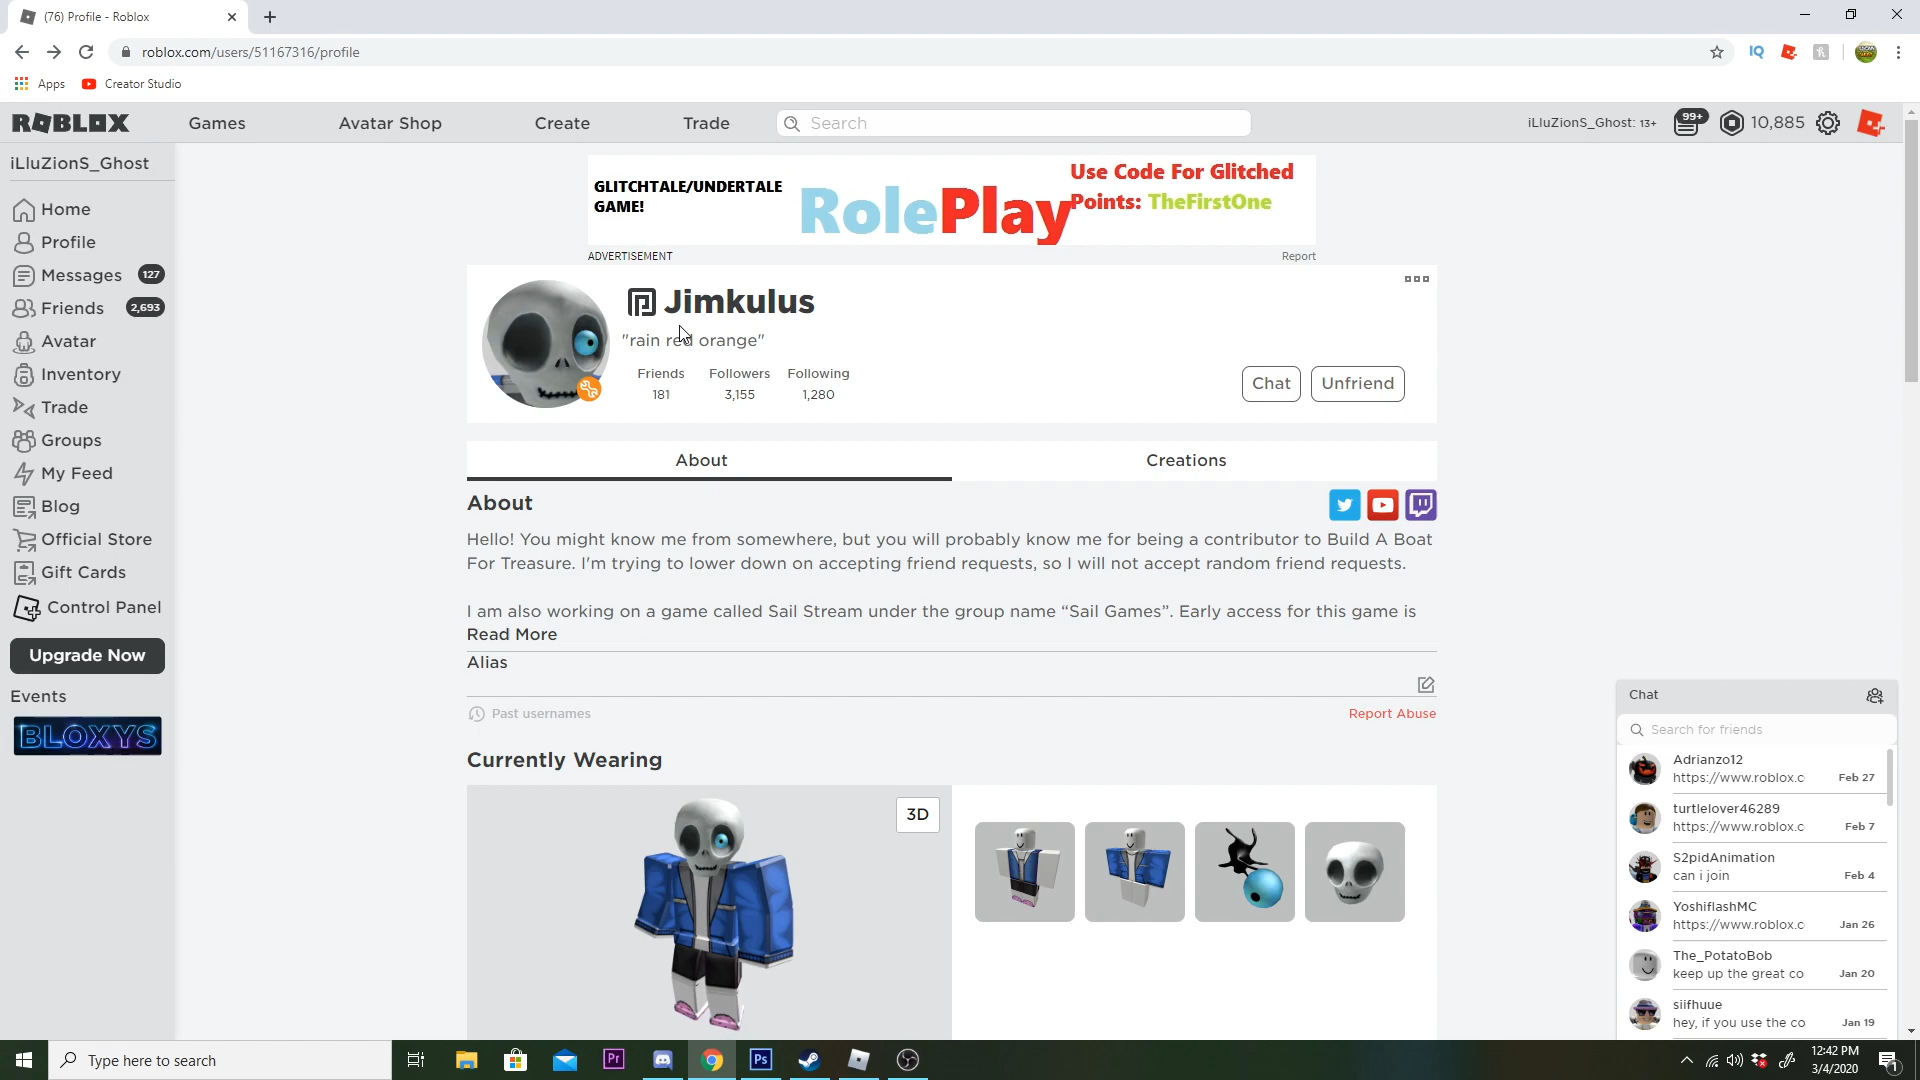 (76) Profile - Roblox
roblox.com/users/51167316/profile
IQ
Apps
Creator Studio
ROBLOX
Games
Avatar Shop
Create
Trade
Search
iLluZionS_Ghost: 13+
99+
10,885
iLluZionS_Ghost
Home
Profile
Messages 127
Friends 2,693
Avatar
Inventory
Trade
Groups
My Feed
Blog
Official Store
Gift Cards
Control Panel
Upgrade Now
Events
BLOXYS
GLITCHTALE/UNDERTALE
GAME!
RolePlay
Use Code For Glitched
Points: TheFirstOne
ADVERTISEMENT
Report
Jimkulus
"rain red orange"
Friends Followers Following
181 3,155 1,280
Chat
Unfriend
About
Creations
About
Hello! You might know me from somewhere, but you will probably know me for being a contributor to Build A Boat
For Treasure. I'm trying to lower down on accepting friend requests, so I will not accept random friend requests.
I am also working on a game called Sail Stream under the group name “Sail Games”. Early access for this game is
Read More
Alias
Past usernames
Report Abuse
Currently Wearing
3D
Chat
Search for friends
Adrianzo12
https://www.roblox.c Feb 27
turtlelover46289
https://www.roblox.c Feb 7
S2pidAnimation
can i join Feb 4
YoshiflashMC
https://www.roblox.c Jan 26
The_PotatoBob
keep up the great co Jan 20
siifhuue
hey, if you use the co Jan 19
Type here to search
Pr
Ps
12:42 PM
3/4/2020
1